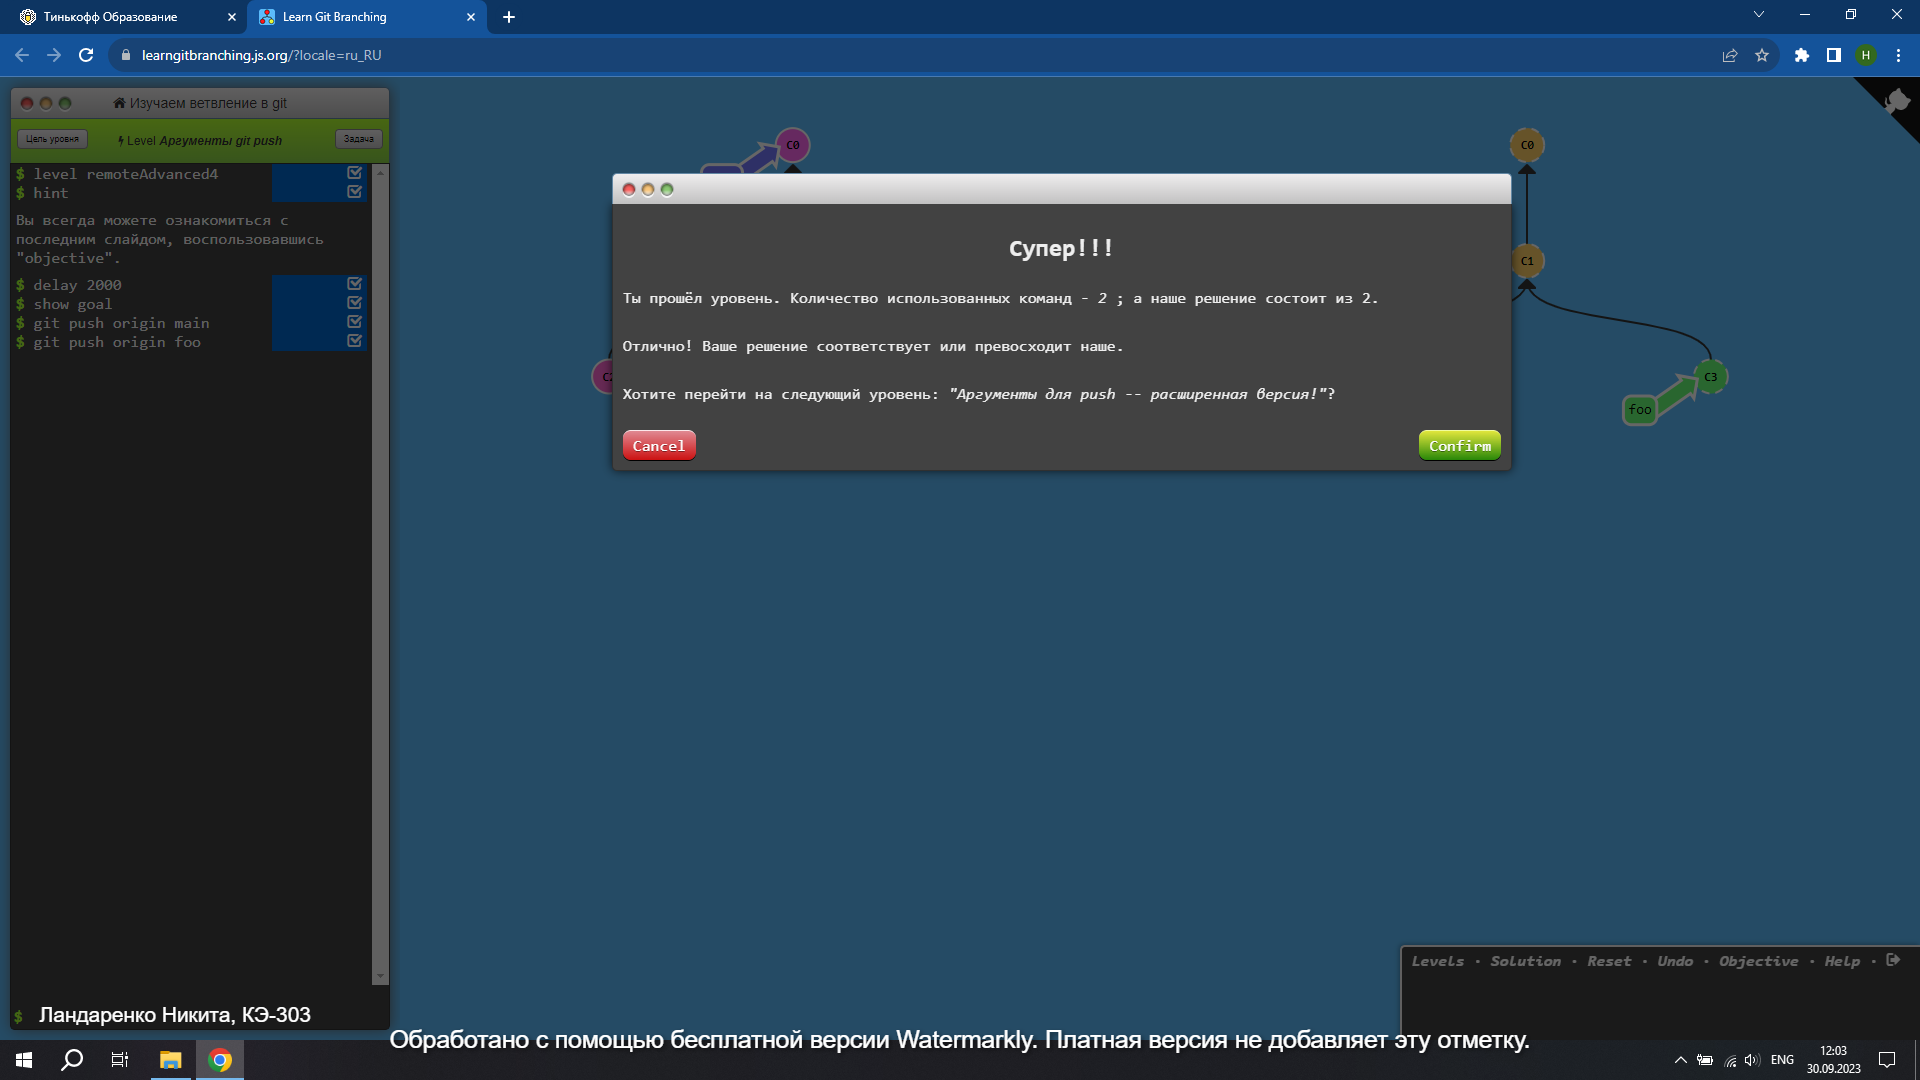 Тинькофф Образование
Learn Git Branching
learngitbranching.js.org/?locale=ru_RU
H
Изучаем ветвление в git
Цель уровня
Level Аргументы git push
Задача
$ level remoteAdvanced4
$ hint
Вы всегда можете ознакомиться с
последним слайдом, воспользовавшись
"objective".
$ delay 2000
$ show goal
$ git push origin main
$ git push origin foo
C0
C0
C1
C3
foo
Супер!!!
Ты прошёл уровень. Количество использованных команд - 2 ; а наше решение состоит из 2.
Отлично! Ваше решение соответствует или превосходит наше.
Хотите перейти на следующий уровень: "Аргументы для push -- расширенная версия!"?
Cancel
Confirm
Levels · Solution · Reset · Undo · Objective · Help ·
$ Ландаренко Никита, КЭ-303
Обработано с помощью бесплатной версии Watermarkly. Платная версия не добавляет эту отметку.
ENG
12:03
30.09.2023